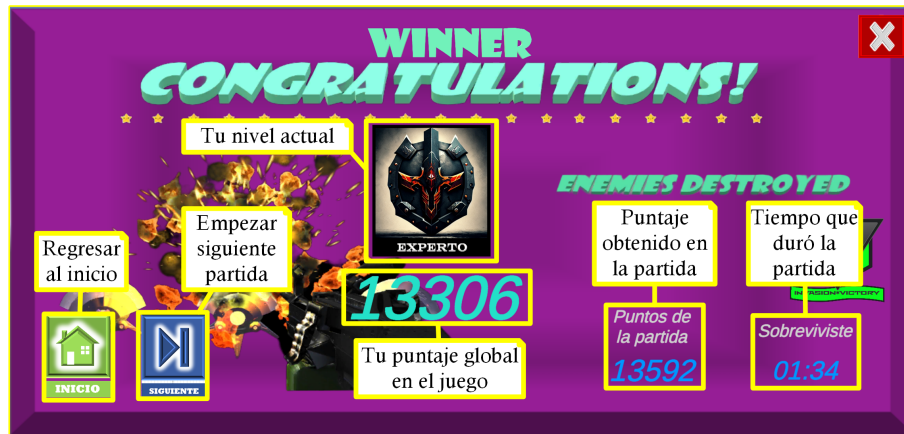 WINNER
CONGRATULATIONS!
Tu nivel actual
EXPERTO
ENEMIES DESTROYED
Regresar
al inicio
Empezar
siguiente
partida
Puntaje
obtenido en
la partida
Tiempo que
duró la
partida
INVASION VICTORY
13306
Puntos de
la partida
13592
Sobreviviste
01:34
INICIO
SIGUIENTE
Tu puntaje global
en el juego